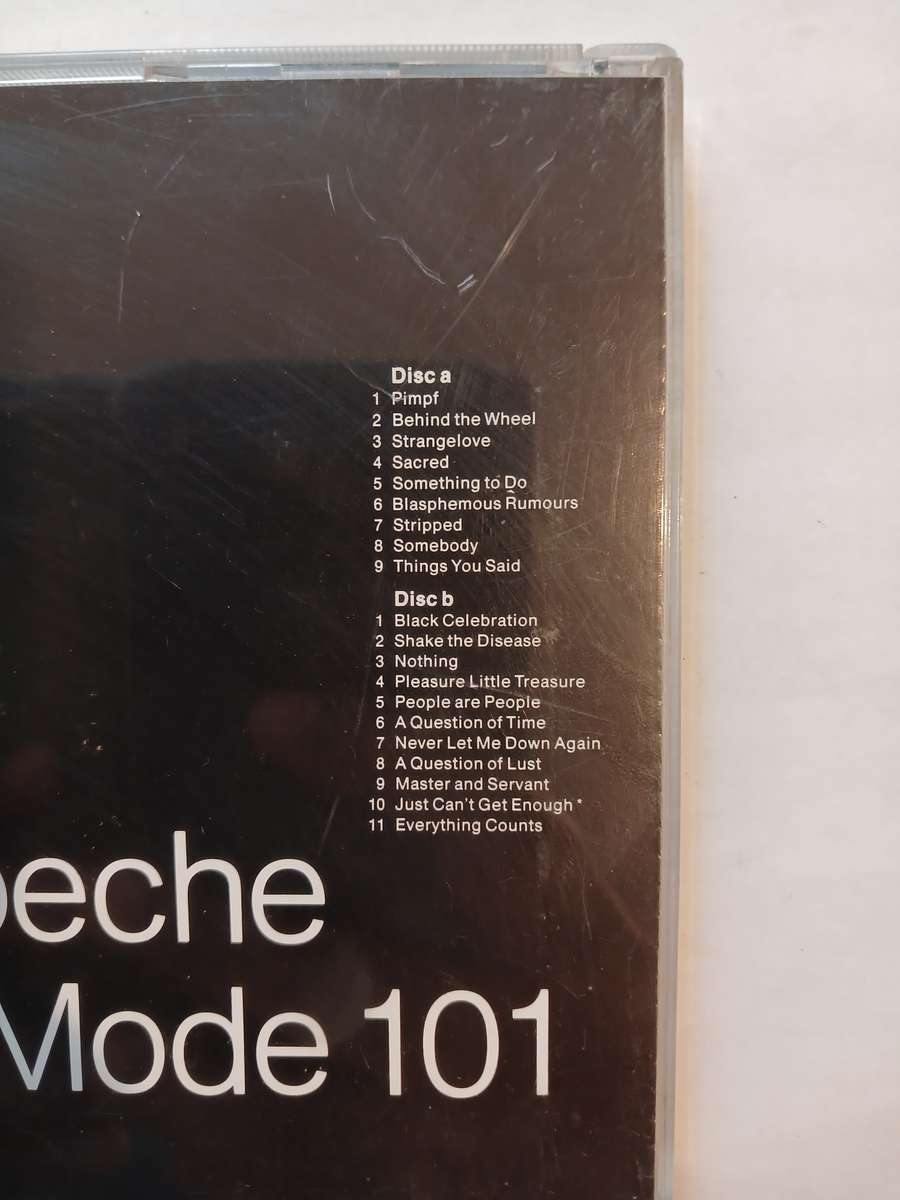 Disc a
1 Pimpf
2 Behind the Wheel
3 Strangelove
4 Sacred
5 Something to Do
6 Blasphemous Rumours
7 Stripped
8 Somebody
9 Things You Said
Disc b
1 Black Celebration
2 Shake the Disease
3 Nothing
4 Pleasure Little Treasure
5 People are People
6 A Question of Time
7 Never Let Me Down Again
8 A Question of Lust
9 Master and Servant
10 Just Can't Get Enough *
11 Everything Counts
peche
Mode 101